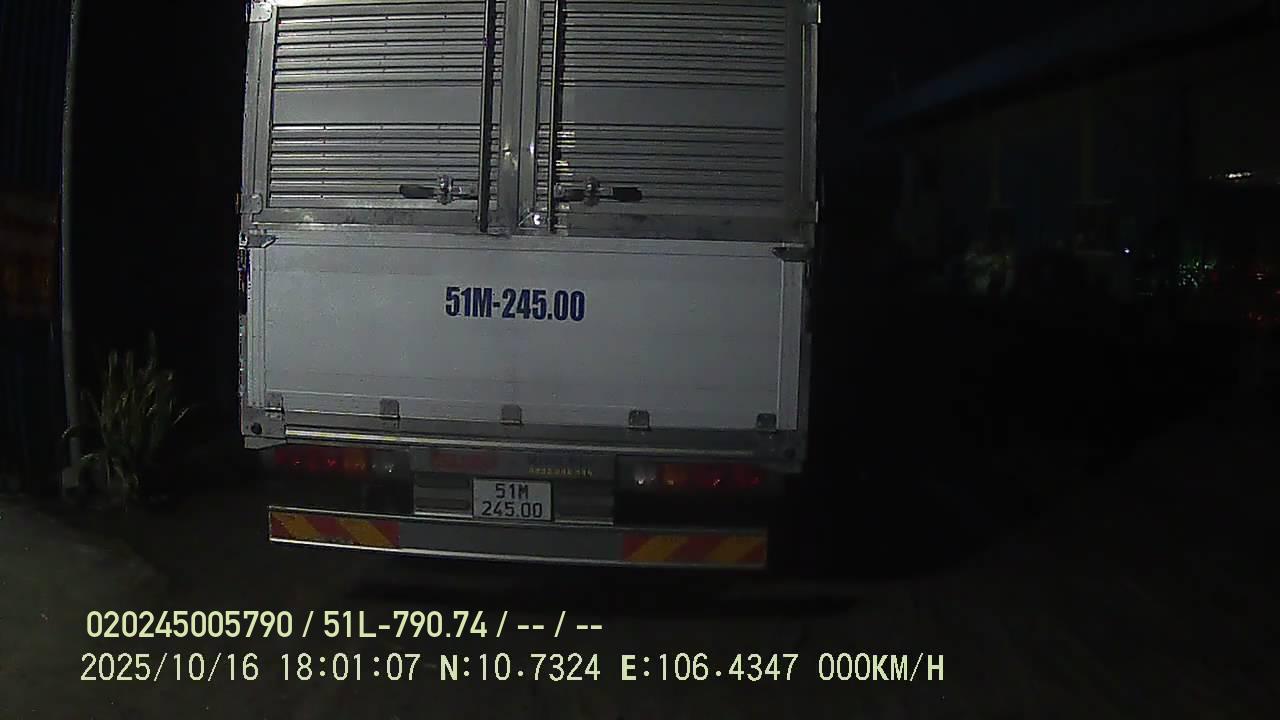 51M-245.00
51M
245.00
020245005790 / 51L-790.74 / -- / --
2025/10/16 18:01:07 N:10.7324 E:106.4347 000KM/H